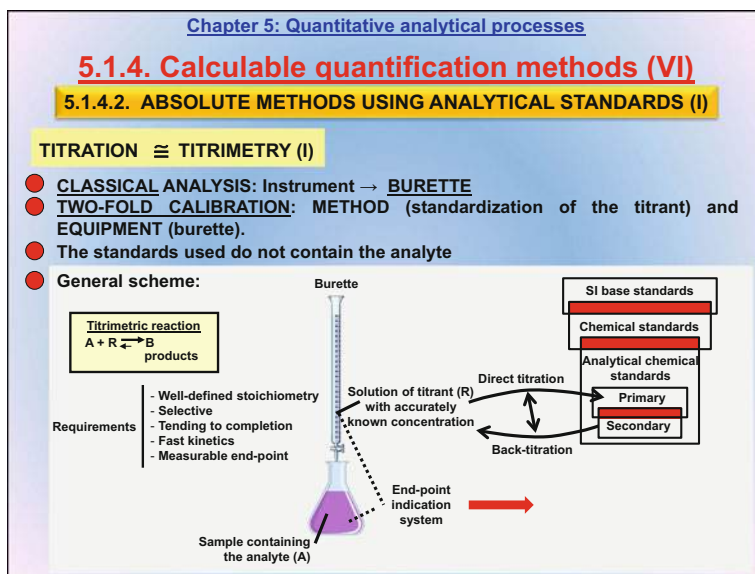 Chapter 5: Quantitative analytical processes
5.1.4. Calculable quantification methods (VI)
5.1.4.2. ABSOLUTE METHODS USING ANALYTICAL STANDARDS (I)
TITRATION ≅ TITRIMETRY (I)
CLASSICAL ANALYSIS: Instrument → BURETTE
TWO-FOLD CALIBRATION: METHOD (standardization of the titrant) and
EQUIPMENT (burette).
The standards used do not contain the analyte
General scheme:
Burette
Titrimetric reaction
A + R ⇌ B
products
Requirements
- Well-defined stoichiometry
- Selective
- Tending to completion
- Fast kinetics
- Measurable end-point
Solution of titrant (R)
with accurately
known concentration
End-point
indication
system
Sample containing
the analyte (A)
Direct titration
Back-titration
SI base standards
Chemical standards
Analytical chemical
standards
Primary
Secondary